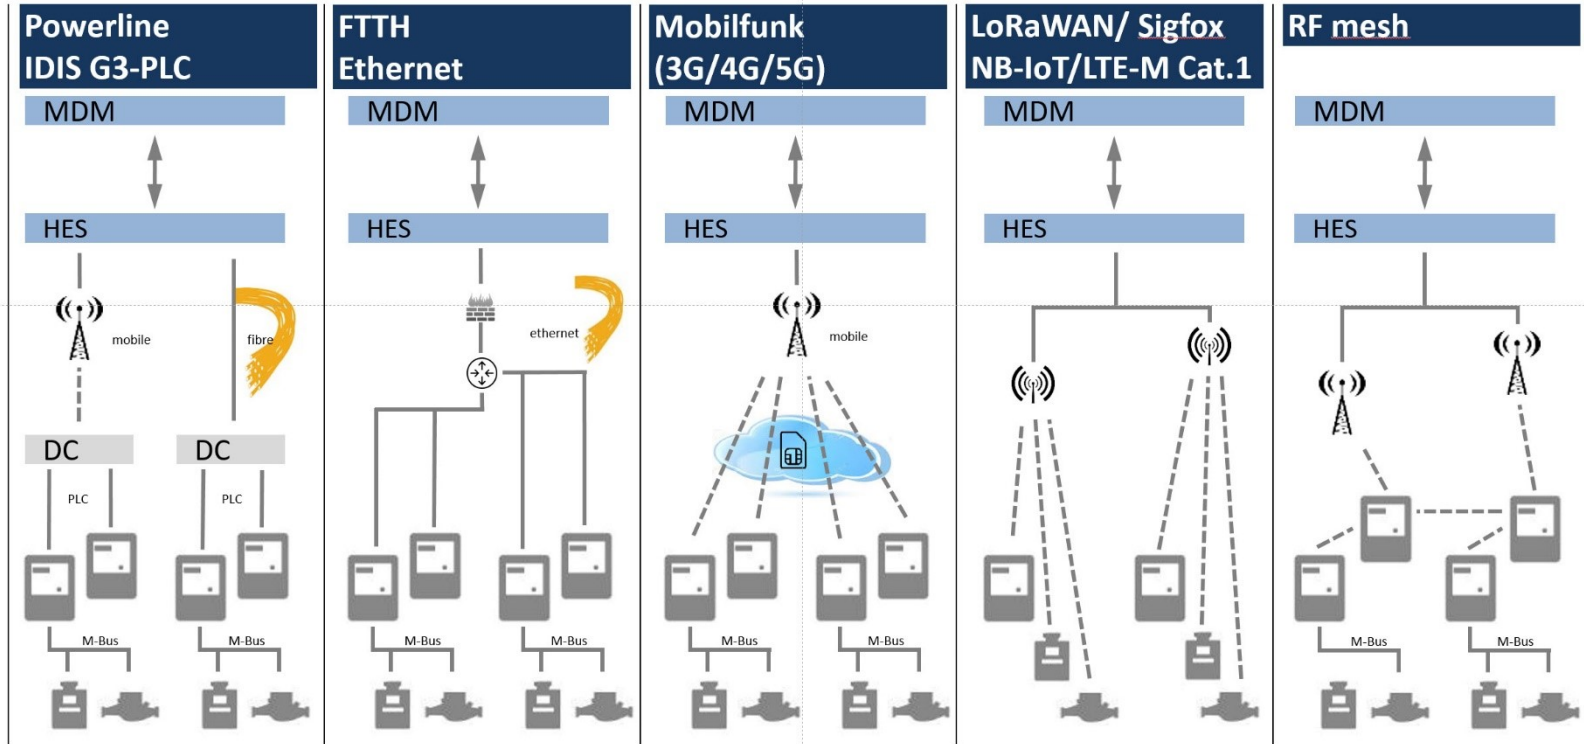 Powerline
IDIS G3-PLC
MDM
HES
mobile
fibre
DC
DC
PLC
PLC
M-Bus
M-Bus
FTTH
Ethernet
MDM
HES
ethernet
M-Bus
M-Bus
Mobilfunk
(3G/4G/5G)
MDM
HES
mobile
M-Bus
M-Bus
LoRaWAN/ Sigfox
NB-IoT/LTE-M Cat.1
MDM
HES
RF mesh
MDM
HES
M-Bus
M-Bus